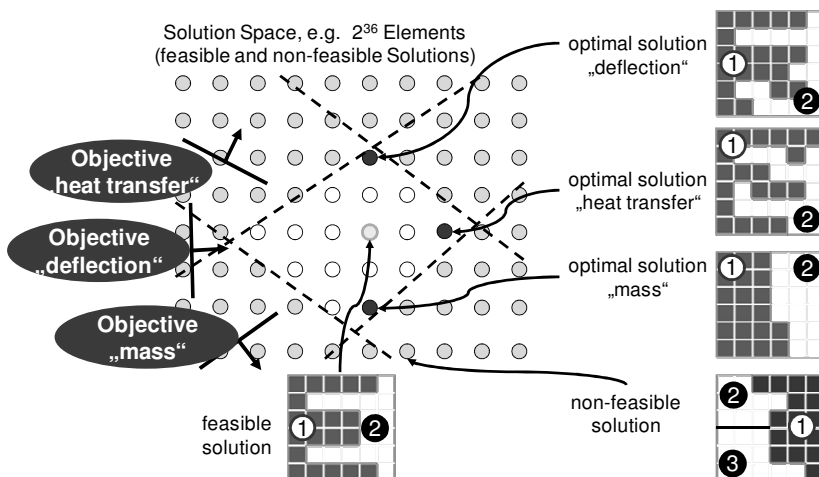 Solution Space, e.g. 2³⁶ Elements
(feasible and non-feasible Solutions)
optimal solution
„deflection“
1
2
Objective
„heat transfer“
optimal solution
„heat transfer“
1
2
Objective
„deflection“
optimal solution
„mass“
1
2
Objective
„mass“
feasible
solution
1
2
non-feasible
solution
2
1
3